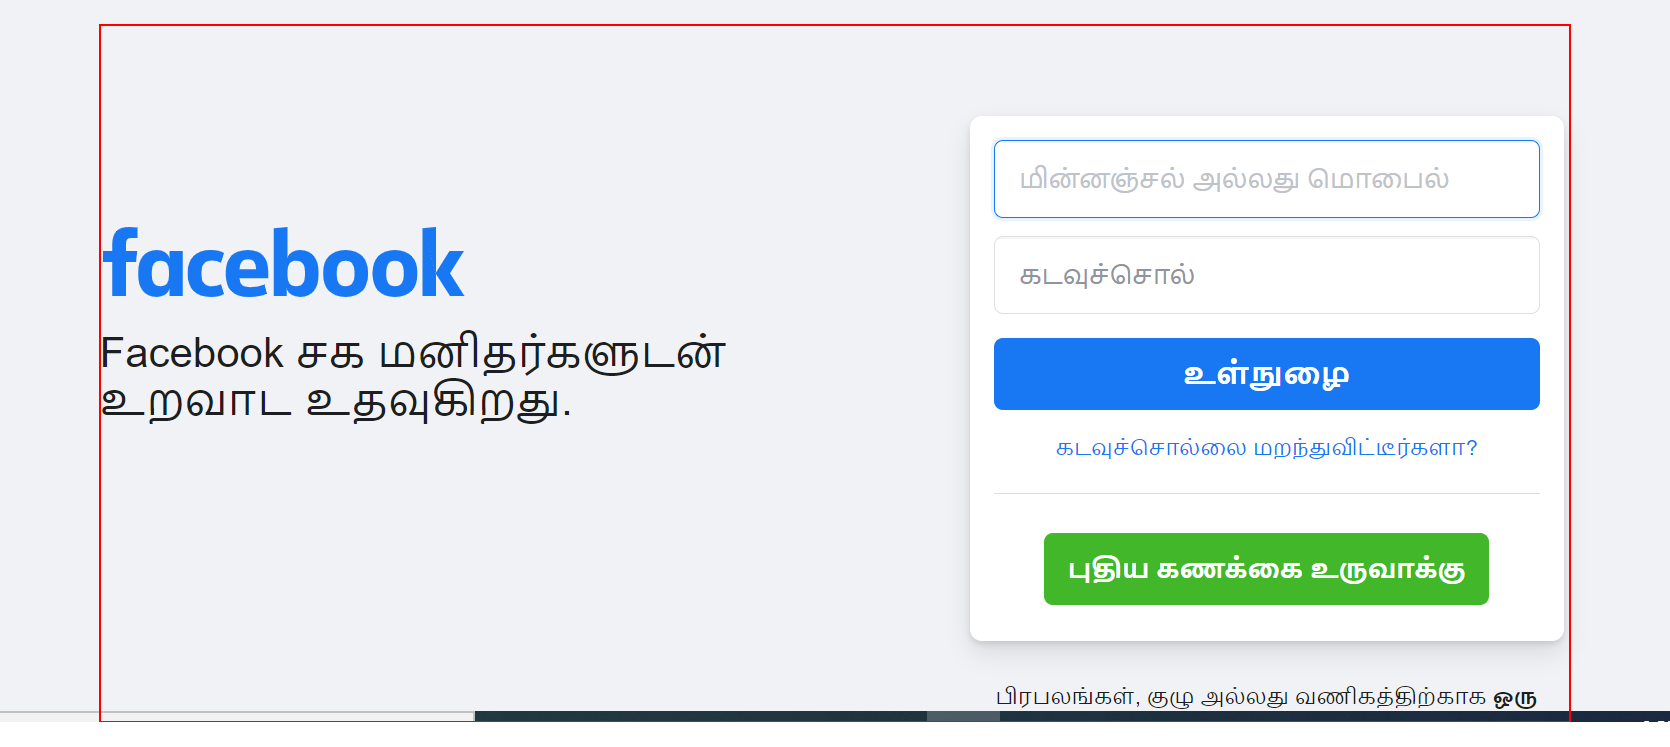 facebook
Facebook சக மனிதர்களுடன்
உறவாட உதவுகிறது.
மின்னஞ்சல் அல்லது மொபைல்
கடவுச்சொல்
உள்நுழை
கடவுச்சொல்லை மறந்துவிட்டீர்களா?
புதிய கணக்கை உருவாக்கு
பிரபலங்கள், குழு அல்லது வணிகத்திற்காக ஒரு